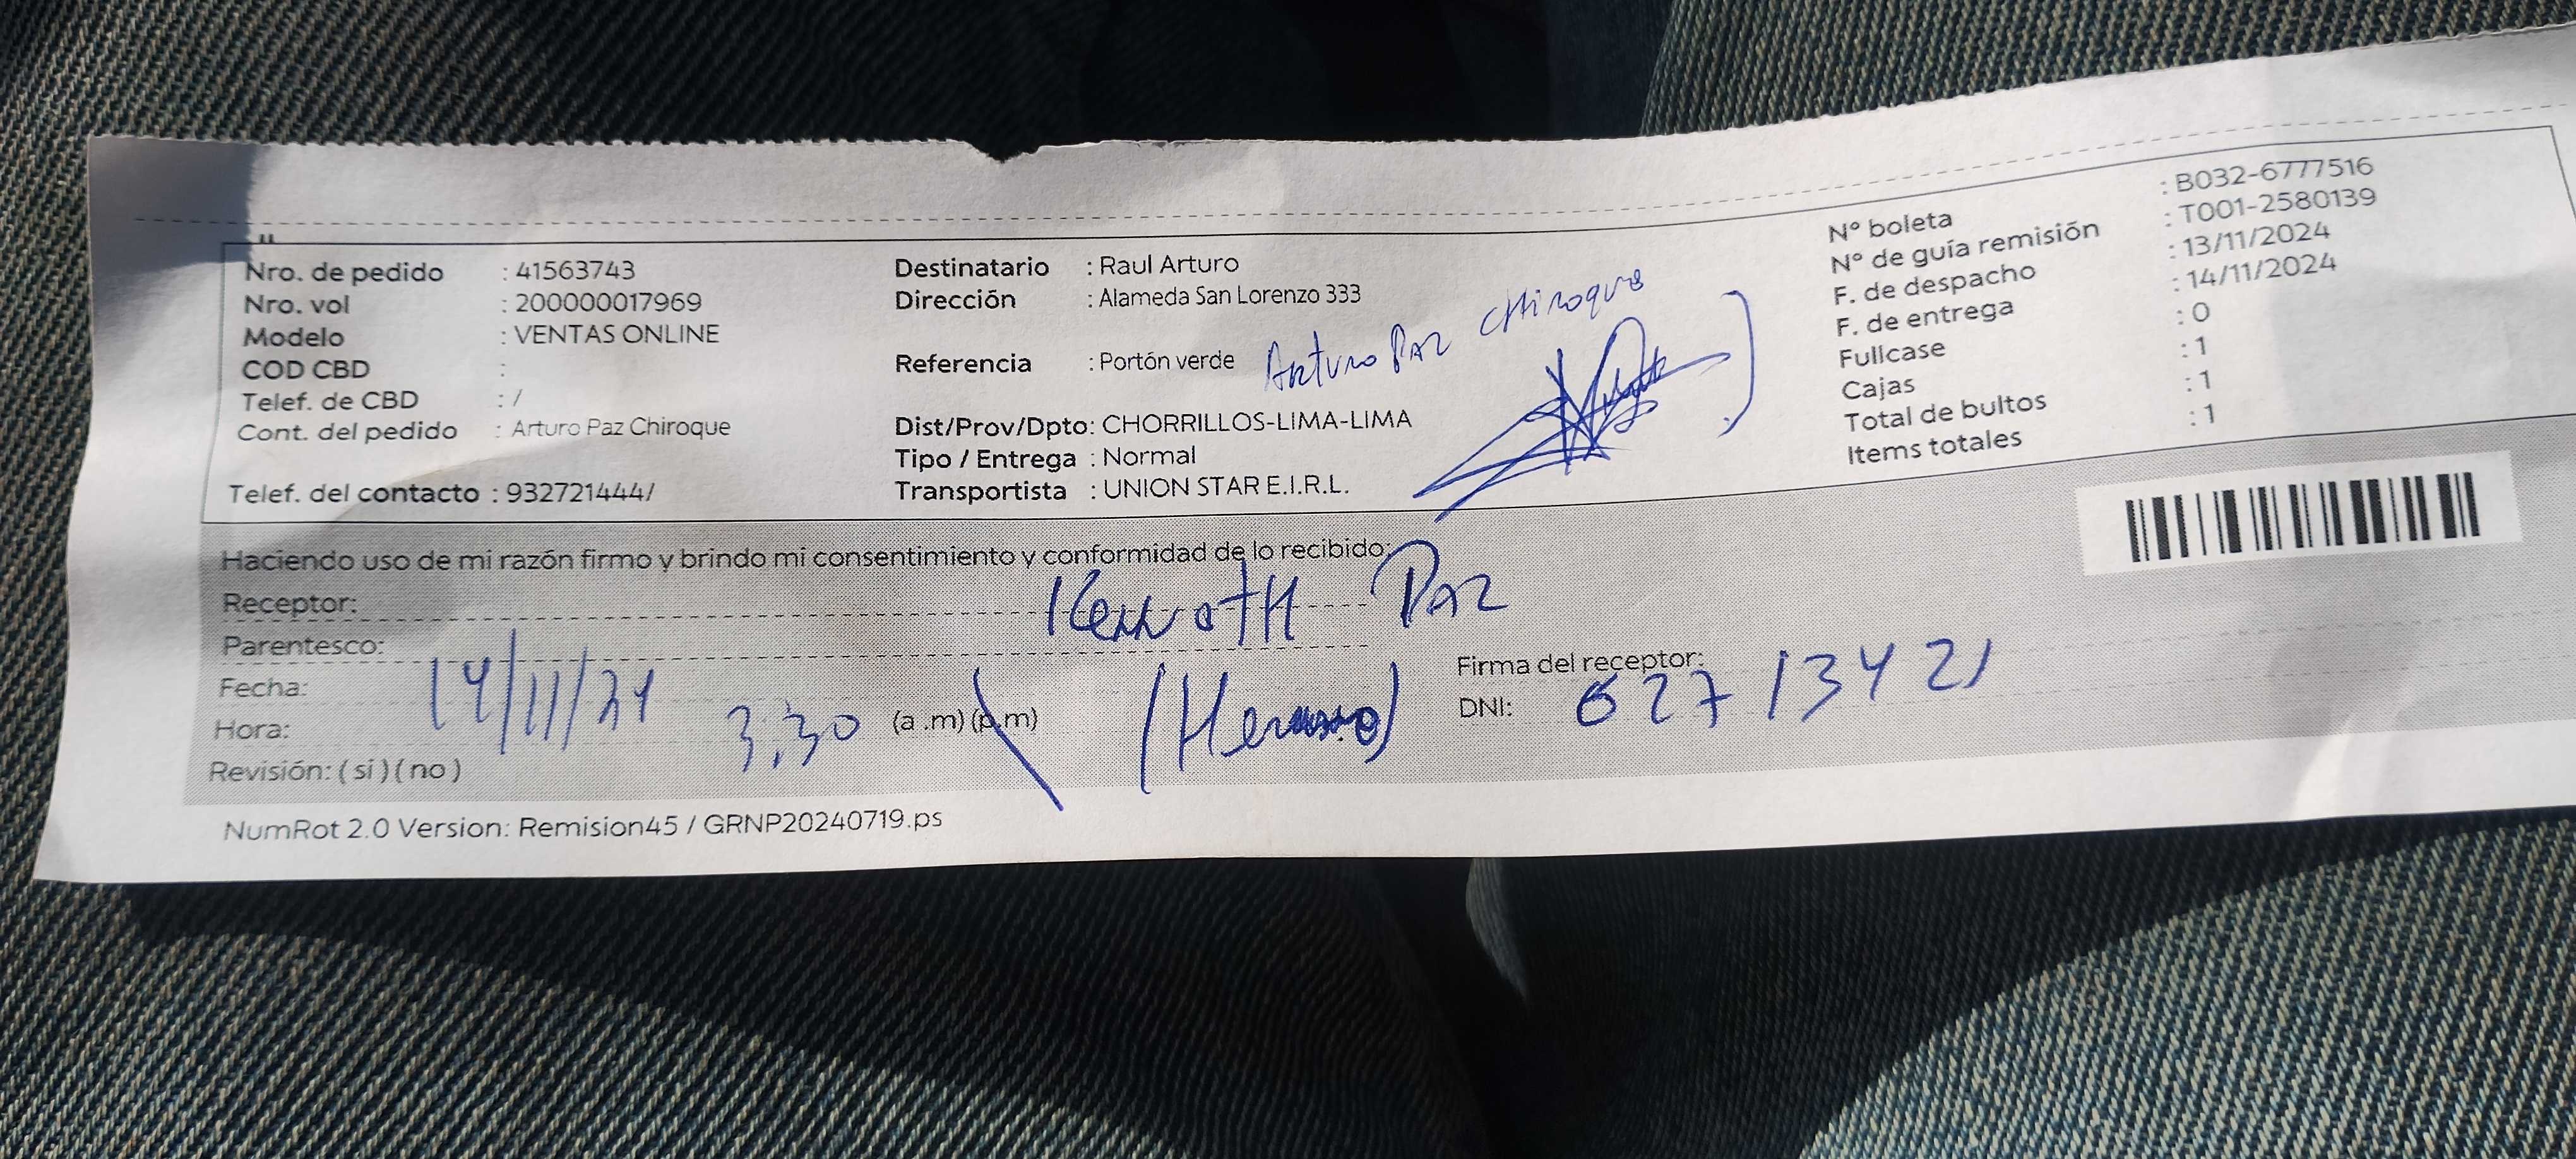 Nro. de pedido : 41563743
Nro. vol : 200000017969
Modelo : VENTAS ONLINE
COD CBD :
Telef. de CBD : /
Cont. del pedido : Arturo Paz Chiroque
Telef. del contacto : 932721444/
Destinatario : Raul Arturo
Dirección : Alameda San Lorenzo 333
Referencia : Portón verde
Arturo Paz Chiroque
Dist/Prov/Dpto: CHORRILLOS-LIMA-LIMA
Tipo / Entrega : Normal
Transportista : UNION STAR E.I.R.L.
N° boleta : B032-6777516
N° de guía remisión : T001-2580139
F. de despacho : 13/11/2024
F. de entrega : 14/11/2024
Fullcase : 0
Cajas : 1
Total de bultos : 1
Items totales : 1
Haciendo uso de mi razón firmo y brindo mi consentimiento y conformidad de lo recibido:
Receptor: Paz
Parentesco:
Fecha: 14/11/24
Hora: 3:30 (a .m) (p.m)
Revisión: ( si ) ( no )
Firma del receptor:
DNI: 62713421
NumRot 2.0 Version: Remision45 / GRNP20240719.ps